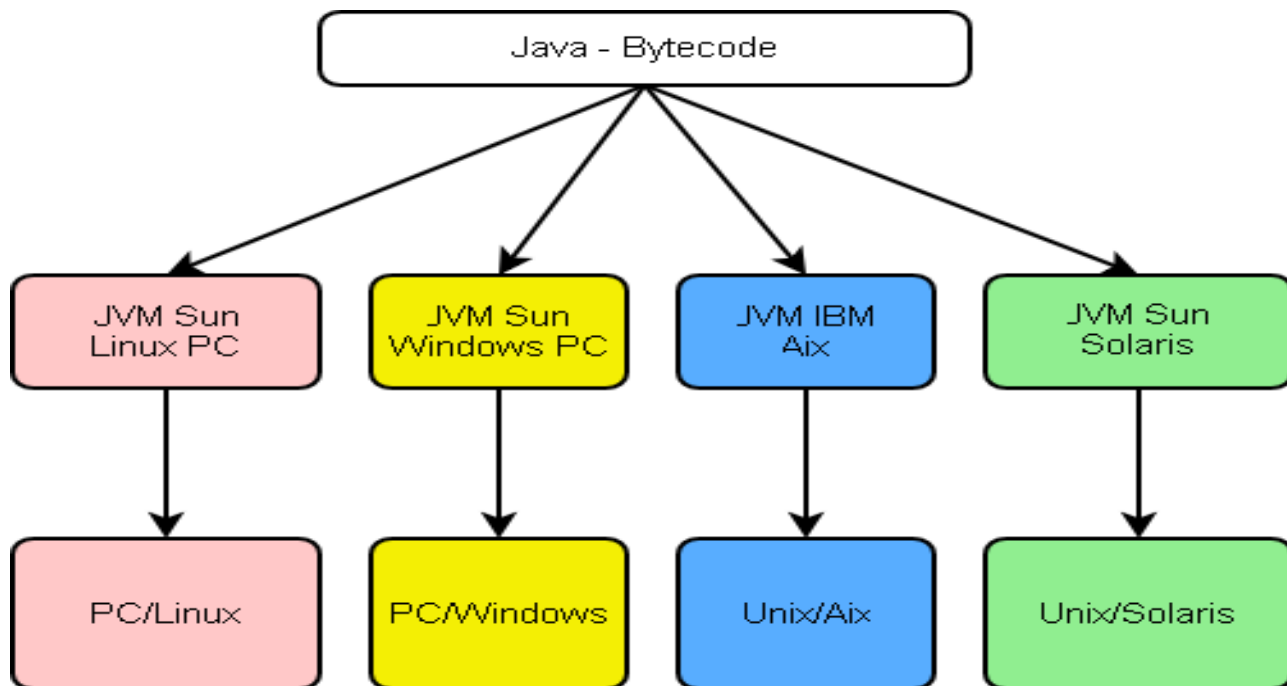 Java - Bytecode
JVM Sun
Linux PC
JVM Sun
Windows PC
JVM IBM
Aix
JVM Sun
Solaris
PC/Linux
PC/Windows
Unix/Aix
Unix/Solaris